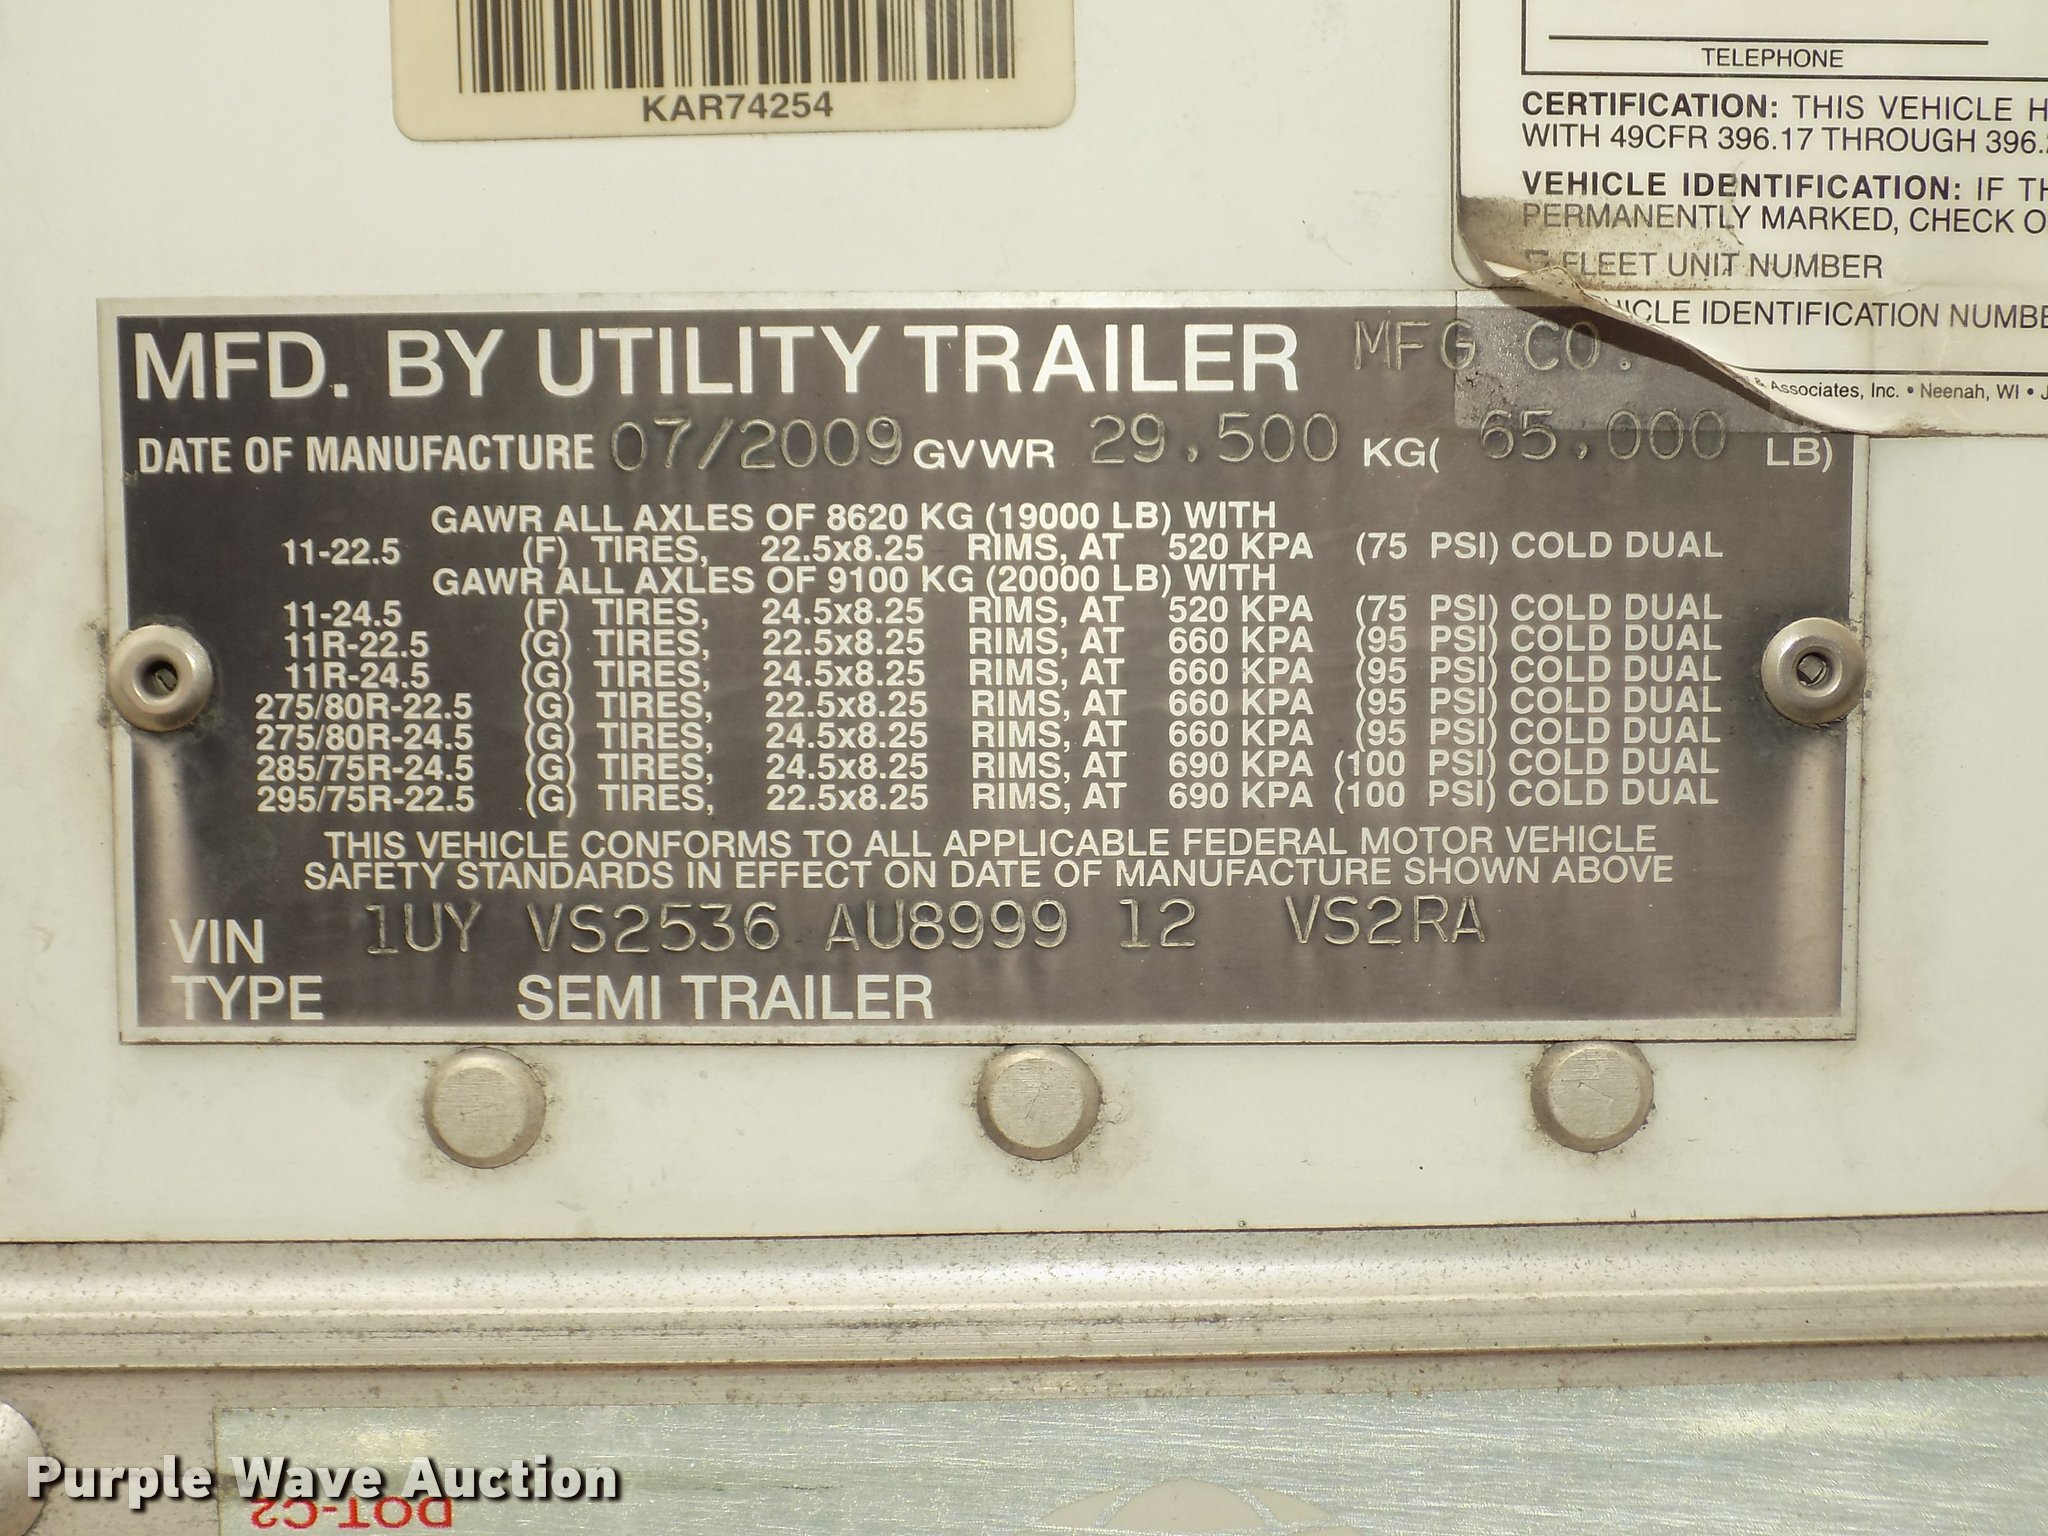 KAR74254
TELEPHONE
CERTIFICATION: THIS VEHICLE H
WITH 49CFR 396.17 THROUGH 396.
VEHICLE IDENTIFICATION: IF TH
PERMANENTLY MARKED, CHECK O
FLEET UNIT NUMBER
IDENTIFICATION NUMBE
& Associates, Inc. • Neenah, WI • J
MFD. BY UTILITY TRAILER MFG CO.
DATE OF MANUFACTURE 07/2009 GVWR 29,500 KG( 65,000 LB)
GAWR ALL AXLES OF 8620 KG (19000 LB) WITH
11-22.5 (F) TIRES, 22.5x8.25 RIMS, AT 520 KPA (75 PSI) COLD DUAL
GAWR ALL AXLES OF 9100 KG (20000 LB) WITH
11-24.5 (F) TIRES, 24.5x8.25 RIMS, AT 520 KPA (75 PSI) COLD DUAL
11R-22.5 (G) TIRES, 22.5x8.25 RIMS, AT 660 KPA (95 PSI) COLD DUAL
11R-24.5 (G) TIRES, 24.5x8.25 RIMS, AT 660 KPA (95 PSI) COLD DUAL
275/80R-22.5 (G) TIRES, 22.5x8.25 RIMS, AT 660 KPA (95 PSI) COLD DUAL
275/80R-24.5 (G) TIRES, 24.5x8.25 RIMS, AT 660 KPA (95 PSI) COLD DUAL
285/75R-24.5 (G) TIRES, 24.5x8.25 RIMS, AT 690 KPA (100 PSI) COLD DUAL
295/75R-22.5 (G) TIRES, 22.5x8.25 RIMS, AT 690 KPA (100 PSI) COLD DUAL
THIS VEHICLE CONFORMS TO ALL APPLICABLE FEDERAL MOTOR VEHICLE
SAFETY STANDARDS IN EFFECT ON DATE OF MANUFACTURE SHOWN ABOVE
VIN 1UY VS2536 AU8999 12 VS2RA
TYPE SEMI TRAILER
Purple Wave Auction
DOT-C2